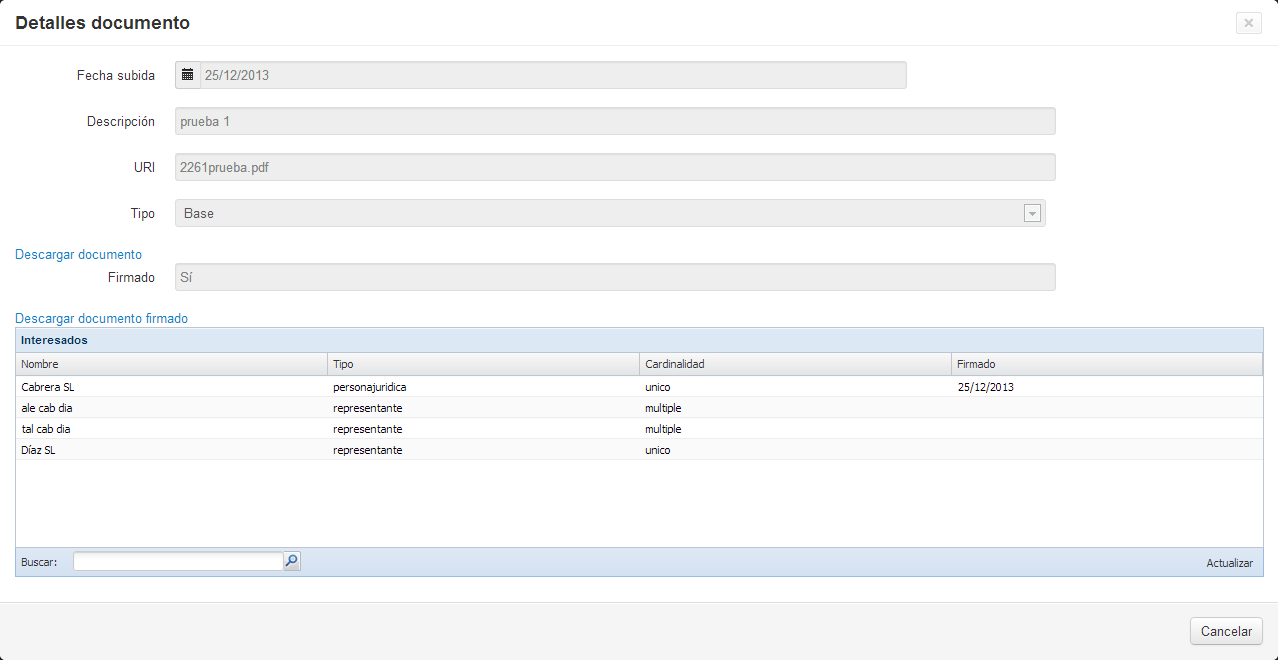 Detalles documento
Fecha subida 25/12/2013
Descripción prueba 1
URI 2261prueba.pdf
Tipo Base
Descargar documento
Firmado Sí
Descargar documento firmado
Interesados
Nombre Tipo Cardinalidad Firmado
Cabrera SL personajuridica unico 25/12/2013
ale cab dia representante multiple
tal cab dia representante multiple
Díaz SL representante unico
Buscar: Actualizar
Cancelar